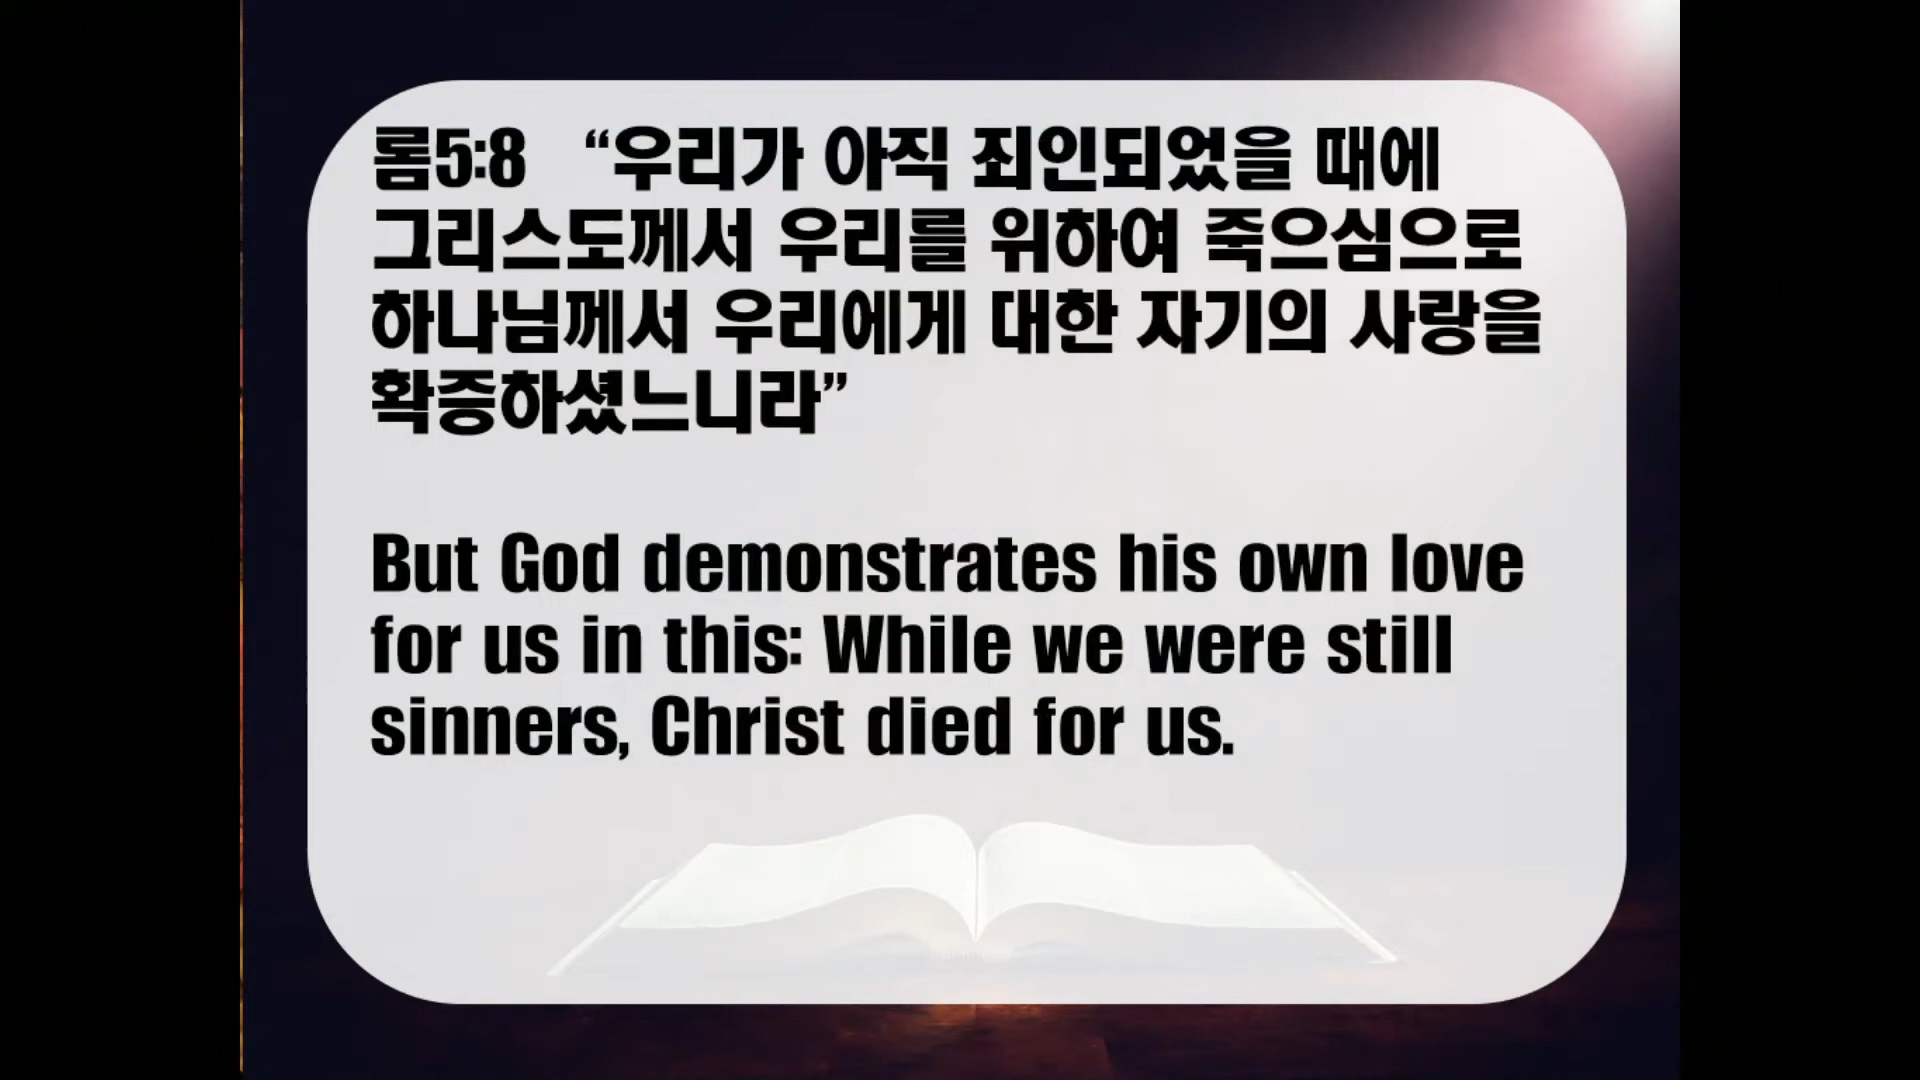 롬5:8 “우리가 아직 죄인되었을 때에
그리스도께서 우리를 위하여 죽으심으로
하나님께서 우리에게 대한 자기의 사랑을
확증하셨느니라”
But God demonstrates his own love
for us in this: While we were still
sinners, Christ died for us.